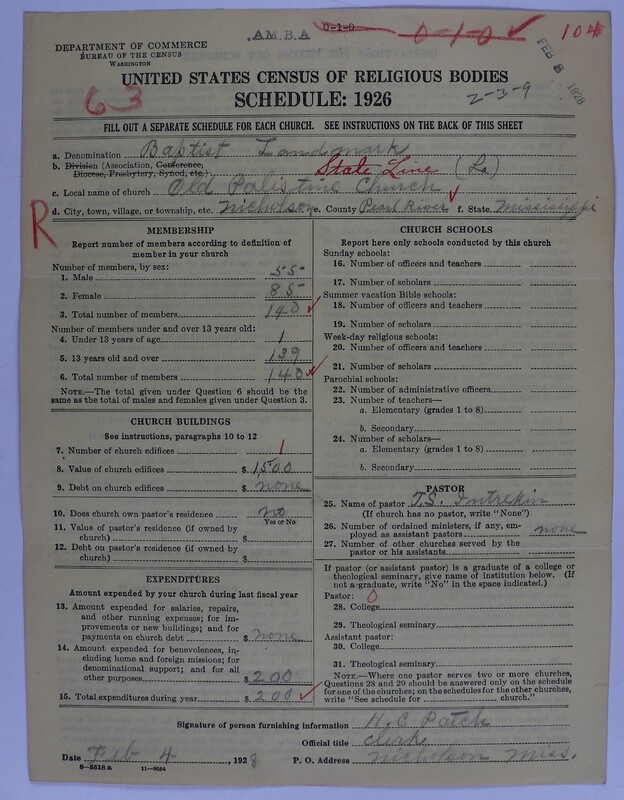 A.M.B.A 0-1-0 0-1-0 104
DEPARTMENT OF COMMERCE
BUREAU OF THE CENSUS
WASHINGTON
FEB 8 1928
63
2-3-9
UNITED STATES CENSUS OF RELIGIOUS BODIES
SCHEDULE: 1926
FILL OUT A SEPARATE SCHEDULE FOR EACH CHURCH. SEE INSTRUCTIONS ON THE BACK OF THIS SHEET
a. Denomination Baptist Landmark
b. Division (Association, Conference, Diocese, Presbytery, Synod, etc.) State Line (La)
c. Local name of church Old Palistine Church
d. City, town, village, or township, etc. Nicholson e. County Pearl River f. State Mississippi
R
MEMBERSHIP
Report number of members according to definition of
member in your church
Number of members, by sex:
1. Male 55
2. Female 85
3. Total number of members 140
Number of members under and over 13 years old:
4. Under 13 years of age 1
5. 13 years old and over 139
6. Total number of members 140
NOTE.—The total given under Question 6 should be
same as the total of males and females given under Question 3.
CHURCH BUILDINGS
See instructions, paragraphs 10 to 12
7. Number of church edifices 1
8. Value of church edifices $ 1500
9. Debt on church edifices $ none
10. Does church own pastor's residence? no
Yes or No
11. Value of pastor's residence (if owned by
church) $
12. Debt on pastor's residence (if owned by
church) $
EXPENDITURES
Amount expended by your church during last fiscal year
13. Amount expended for salaries, repairs,
and other running expenses; for im-
provements or new buildings; and for
payments on church debt $ none
14. Amount expended for benevolences, in-
cluding home and foreign missions; for
denominational support; and for all
other purposes $ 2.00
15. Total expenditures during year $ 2.00
CHURCH SCHOOLS
Report here only schools conducted by this church
Sunday schools:
16. Number of officers and teachers
17. Number of scholars
Summer vacation Bible schools:
18. Number of officers and teachers
19. Number of scholars
Week-day religious schools:
20. Number of officers and teachers
21. Number of scholars
Parochial schools:
22. Number of administrative officers
23. Number of teachers—
a. Elementary (grades 1 to 8)
b. Secondary
24. Number of scholars—
a. Elementary (grades 1 to 8)
b. Secondary
PASTOR
25. Name of pastor T.S. Intrekin
(If church has no pastor, write "None")
26. Number of ordained ministers, if any, em-
ployed as assistant pastors none
27. Number of other churches served by the
pastor or his assistants
If pastor (or assistant pastor) is a graduate of a college or
theological seminary, give name of institution below. (If
not a graduate, write "No" in the space indicated.)
Pastor: 0
28. College
29. Theological seminary
Assistant pastor:
30. College
31. Theological seminary
NOTE.—Where one pastor serves two or more churches,
Questions 28 and 29 should be answered only on the schedule
for one of the churches; on the schedules for the other churches,
write "See schedule for church."
Signature of person furnishing information H. C. Patch
Official title Clerk
Date Feb 4, 1928 P. O. Address Nicholson Miss.
8-5518 a 11-9034